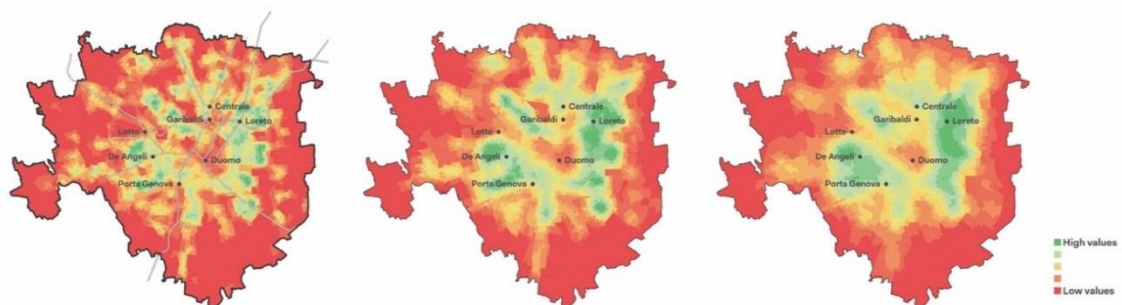 Centrale
Garibaldi
Loreto
Lotto
De Angeli
Duomo
Porta Genova
Centrale
Garibaldi
Loreto
Lotto
De Angeli
Duomo
Porta Genova
Centrale
Garibaldi
Loreto
Lotto
De Angeli
Duomo
Porta Genova
High values
Low values